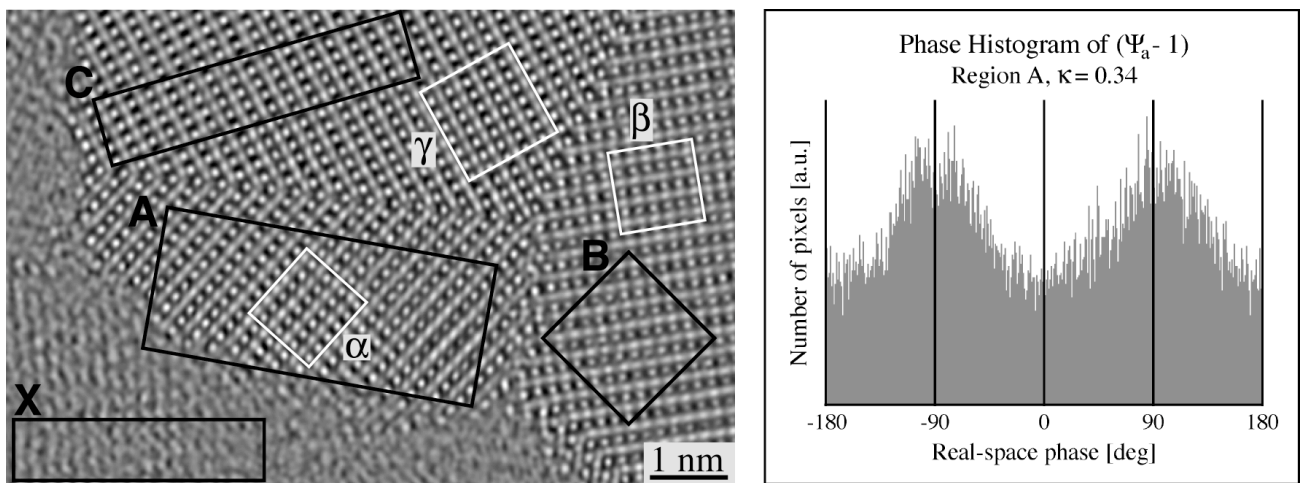 C
γ
β
A
B
α
X
1 nm
Phase Histogram of (Ψa - 1)
Region A, κ = 0.34
Number of pixels [a.u.]
-180 -90 0 90 180
Real-space phase [deg]